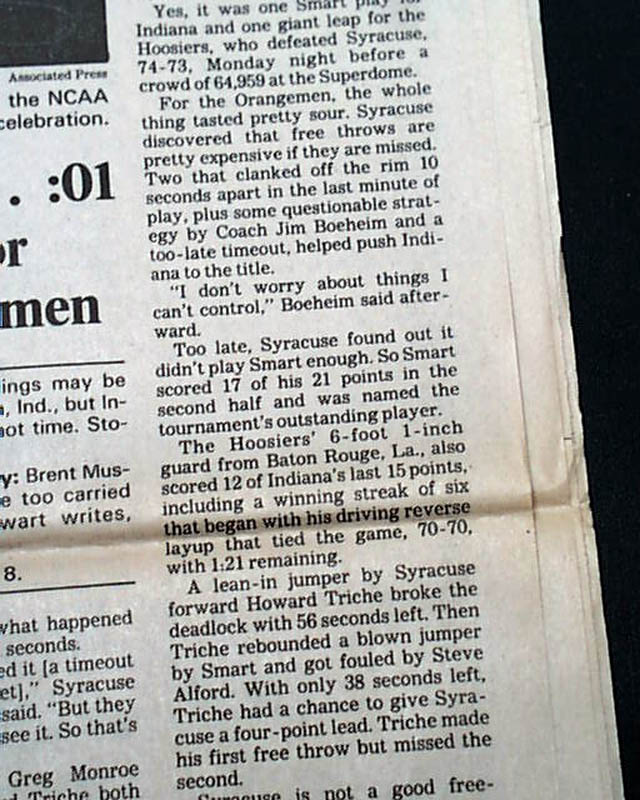 Associated Press
the NCAA
celebration.
. :01
or
men
ings may be
, Ind., but In-
not time. Sto-
y: Brent Mus-
e too carried
wart writes,
8.
what happened
seconds.
ed it [a timeout
et]," Syracuse
said. "But they
see it. So that's
Greg Monroe
d Triche both
Yes, it was one Smart play for
Indiana and one giant leap for the
Hoosiers, who defeated Syracuse,
74-73, Monday night before a
crowd of 64,959 at the Superdome.
For the Orangemen, the whole
thing tasted pretty sour. Syracuse
discovered that free throws are
pretty expensive if they are missed.
Two that clanked off the rim 10
seconds apart in the last minute of
play, plus some questionable strat-
egy by Coach Jim Boeheim and a
too-late timeout, helped push Indi-
ana to the title.
"I don't worry about things I
can't control," Boeheim said after-
ward.
Too late, Syracuse found out it
didn't play Smart enough. So Smart
scored 17 of his 21 points in the
second half and was named the
tournament's outstanding player.
The Hoosiers' 6-foot 1-inch
guard from Baton Rouge, La., also
scored 12 of Indiana's last 15 points,
including a winning streak of six
that began with his driving reverse
layup that tied the game, 70-70,
with 1:21 remaining.
A lean-in jumper by Syracuse
forward Howard Triche broke the
deadlock with 56 seconds left. Then
Triche rebounded a blown jumper
by Smart and got fouled by Steve
Alford. With only 38 seconds left,
Triche had a chance to give Syra-
cuse a four-point lead. Triche made
his first free throw but missed the
second.
Syracuse is not a good free-